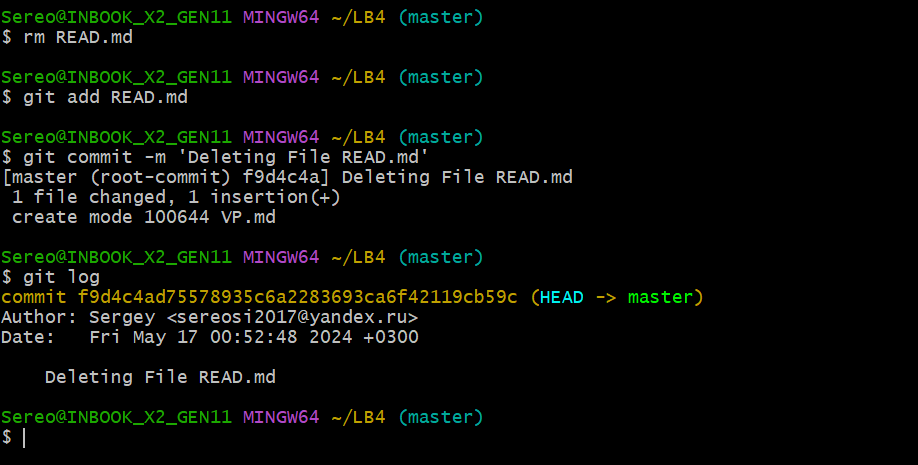 Sereo@INBOOK_X2_GEN11 MINGW64 ~/LB4 (master)
$ rm READ.md
Sereo@INBOOK_X2_GEN11 MINGW64 ~/LB4 (master)
$ git add READ.md
Sereo@INBOOK_X2_GEN11 MINGW64 ~/LB4 (master)
$ git commit -m 'Deleting File READ.md'
[master (root-commit) f9d4c4a] Deleting File READ.md
 1 file changed, 1 insertion(+)
 create mode 100644 VP.md
Sereo@INBOOK_X2_GEN11 MINGW64 ~/LB4 (master)
$ git log
commit f9d4c4ad75578935c6a2283693ca6f42119cb59c (HEAD -> master)
Author: Sergey <sereosi2017@yandex.ru>
Date:   Fri May 17 00:52:48 2024 +0300
    Deleting File READ.md
Sereo@INBOOK_X2_GEN11 MINGW64 ~/LB4 (master)
$